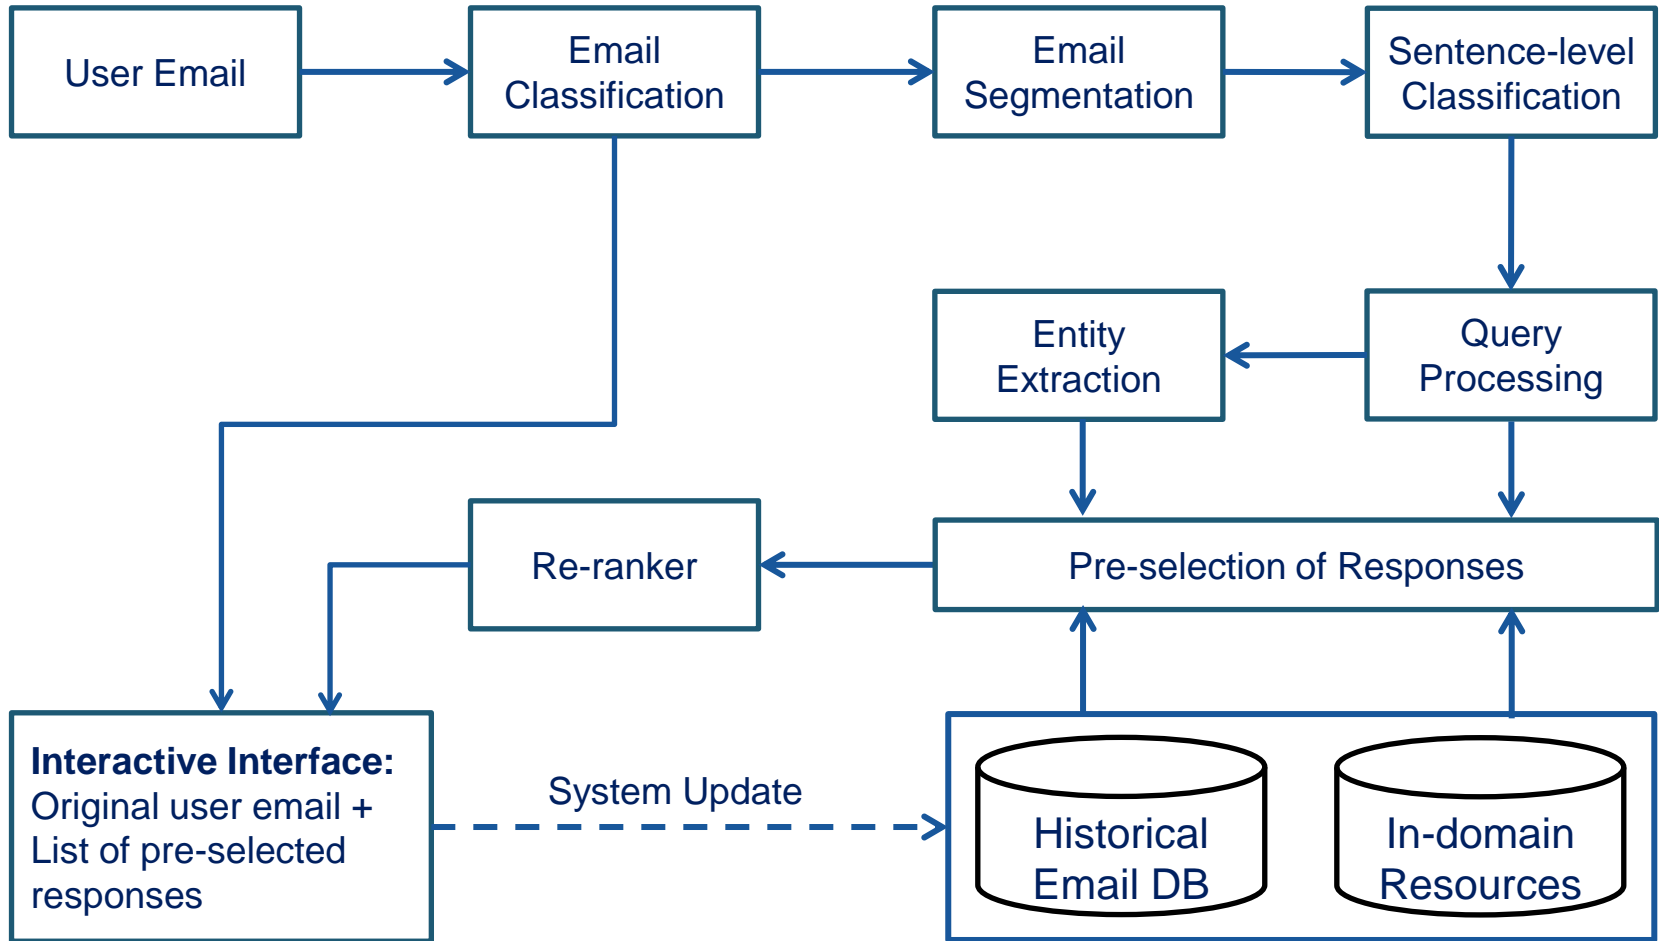 User Email
Email
Classification
Email
Segmentation
Sentence-level
Classification
Entity
Extraction
Query
Processing
Re-ranker
Pre-selection of Responses
Interactive Interface:
Original user email +
List of pre-selected
responses
System Update
Historical
Email DB
In-domain
Resources